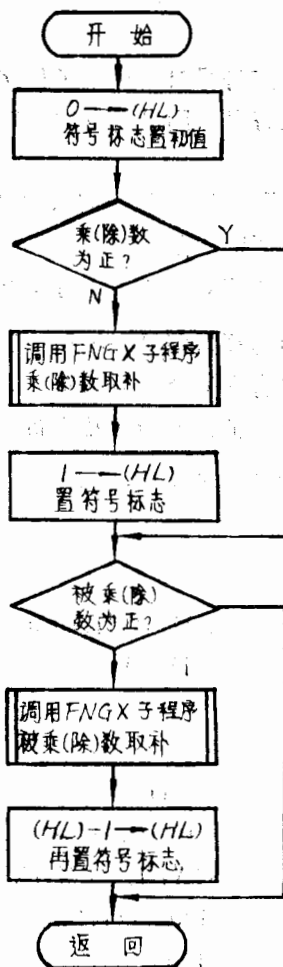 开始
0→(HL)
符号标志置初值
乘(除)数
为正?
Y
N
调用FNGX子程序
乘(除)数取补
1→(HL)
置符号标志
被乘(除)
数为正?
调用FNGX子程序
被乘(除)数取补
(HL)-1→(HL)
再置符号标志
返回